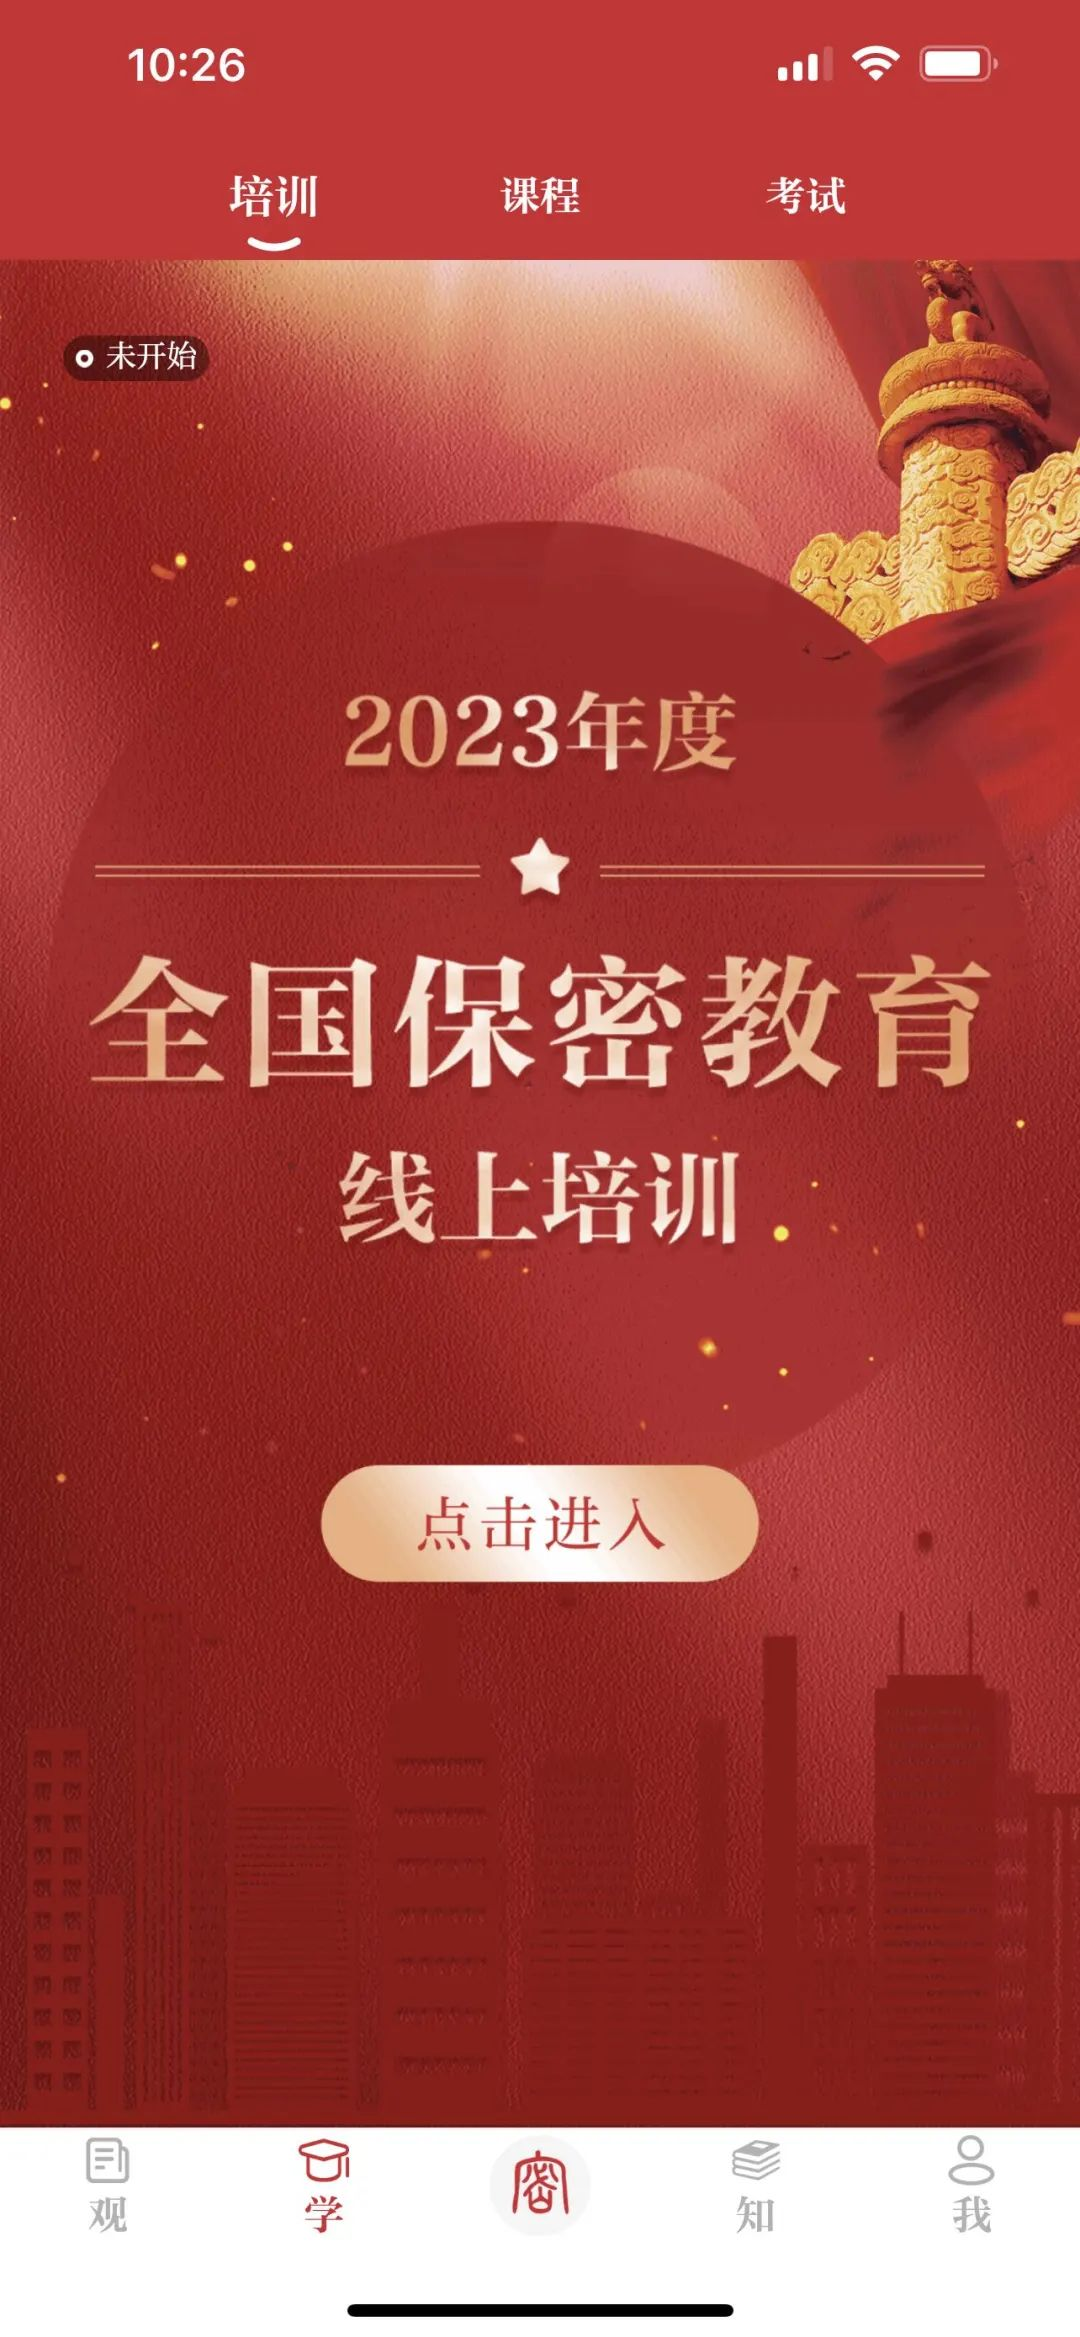 10:26
培训 课程 考试
未开始
2023年度
全国保密教育
线上培训
点击进入
密
观 学 知 我